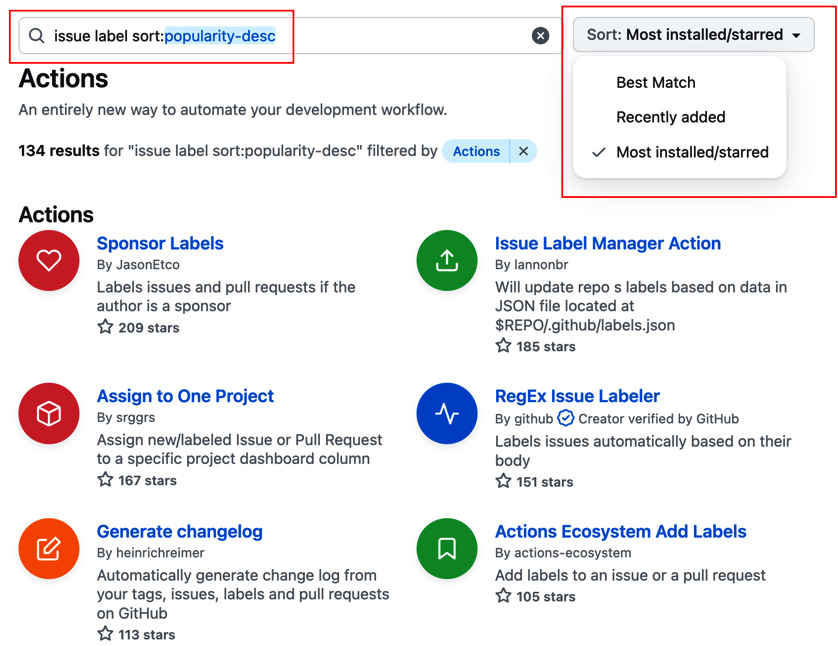 issue label sort:popularity-desc
Sort: Most installed/starred
Best Match
Recently added
Most installed/starred
Actions
An entirely new way to automate your development workflow.
134 results for "issue label sort:popularity-desc" filtered by Actions
Actions
Sponsor Labels
By JasonEtco
Labels issues and pull requests if the
author is a sponsor
209 stars
Issue Label Manager Action
By lannonbr
Will update repo s labels based on data in
JSON file located at
$REPO/.github/labels.json
185 stars
Assign to One Project
By srggrs
Assign new/labeled Issue or Pull Request
to a specific project dashboard column
167 stars
RegEx Issue Labeler
By github Creator verified by GitHub
Labels issues automatically based on their
body
151 stars
Generate changelog
By heinrichreimer
Automatically generate change log from
your tags, issues, labels and pull requests
on GitHub
113 stars
Actions Ecosystem Add Labels
By actions-ecosystem
Add labels to an issue or a pull request
105 stars